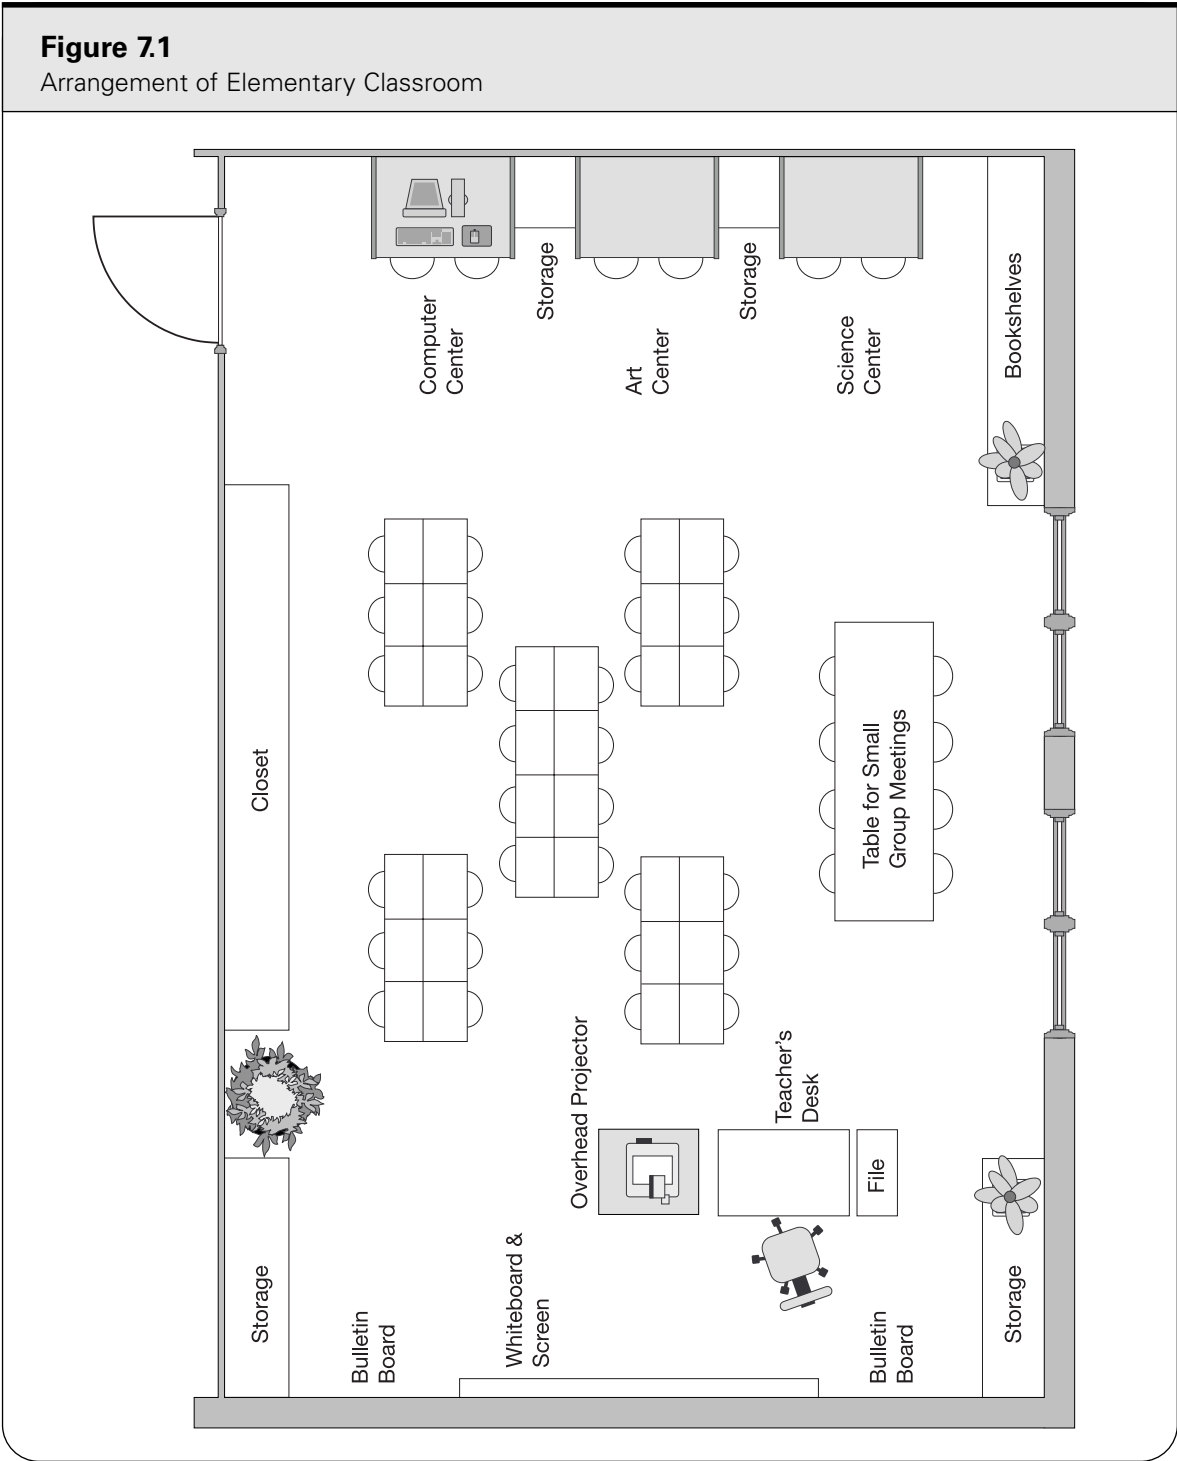 Figure 7.1
Arrangement of Elementary Classroom
Computer
Center
Storage
Art
Center
Storage
Science
Center
Bookshelves
Closet
Table for Small
Group Meetings
Overhead Projector
Teacher's
Desk
File
Storage
Bulletin
Board
Whiteboard &
Screen
Bulletin
Board
Storage